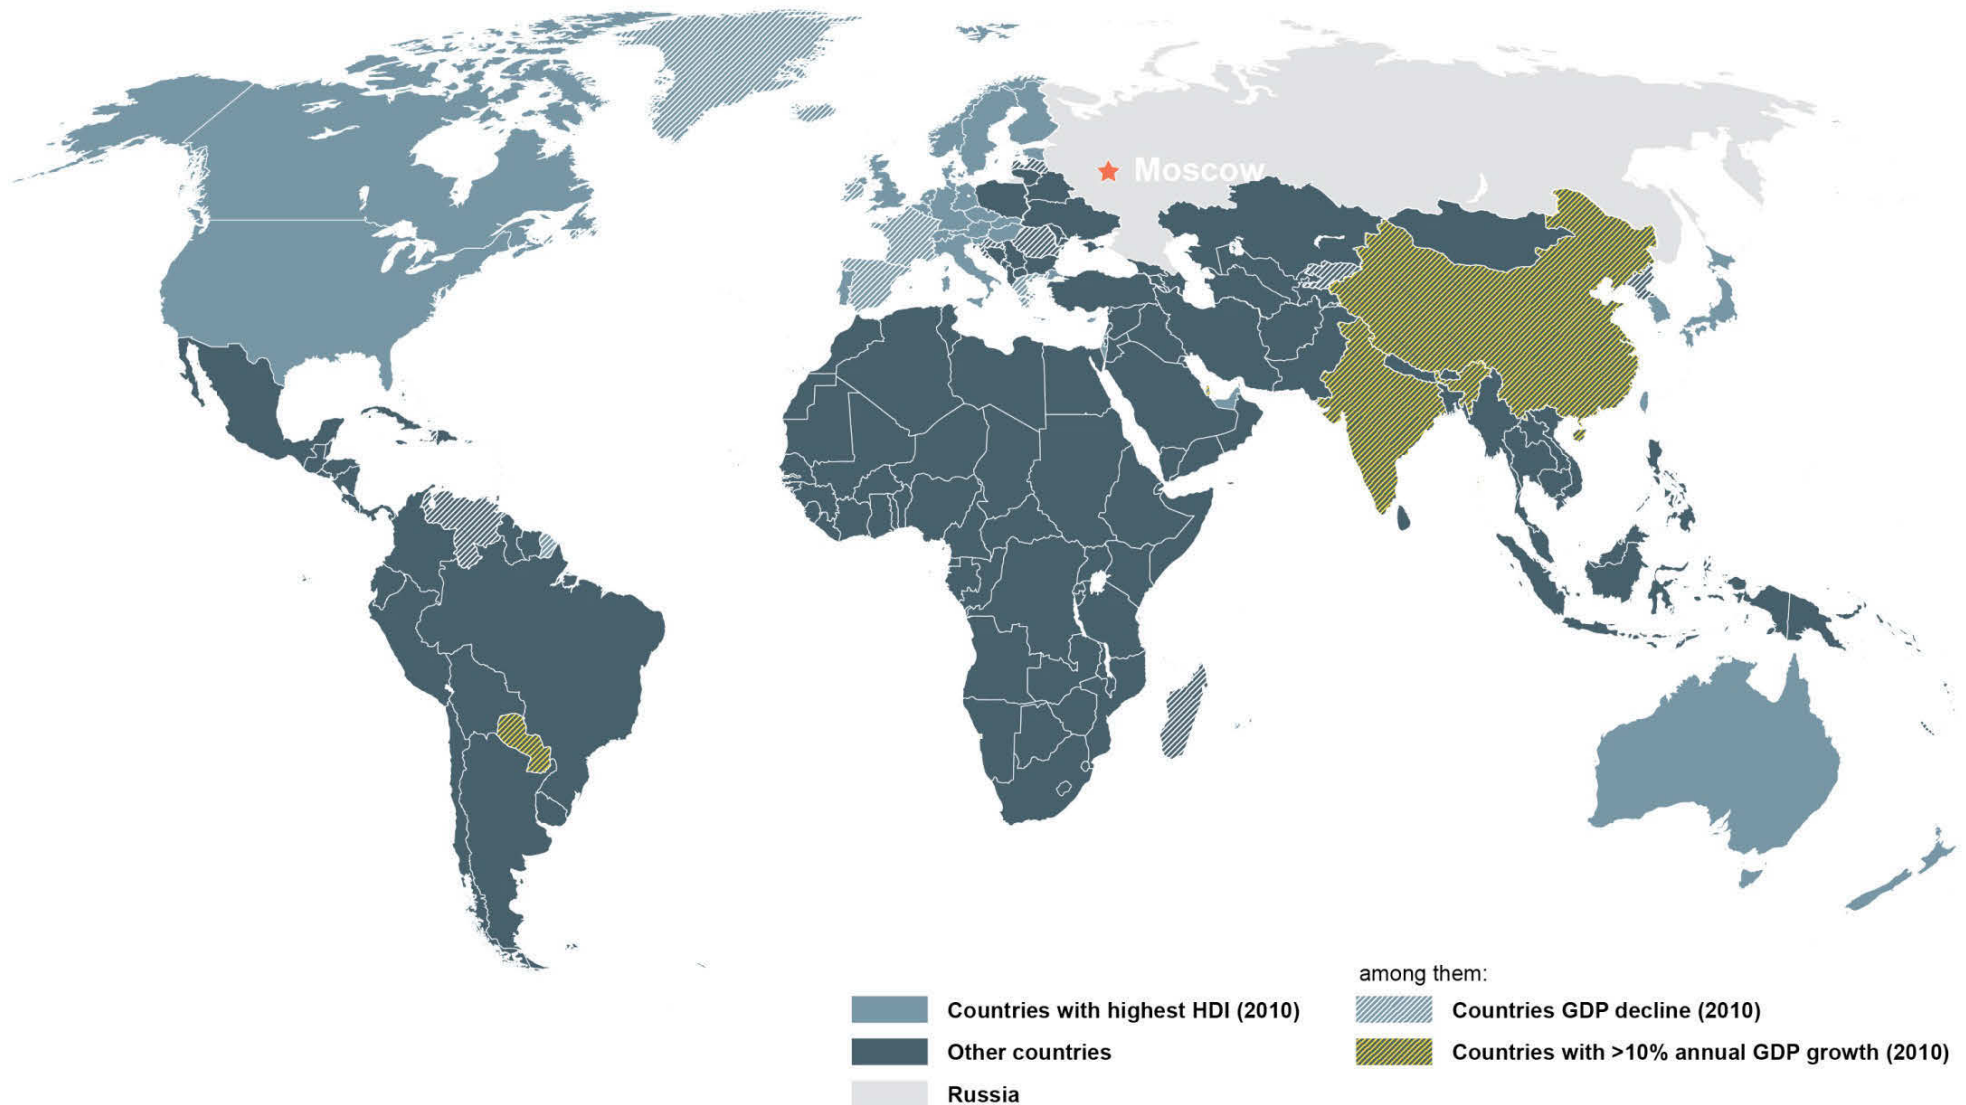 Moscow
among them:
Countries with highest HDI (2010)
Countries GDP decline (2010)
Other countries
Countries with >10% annual GDP growth (2010)
Russia